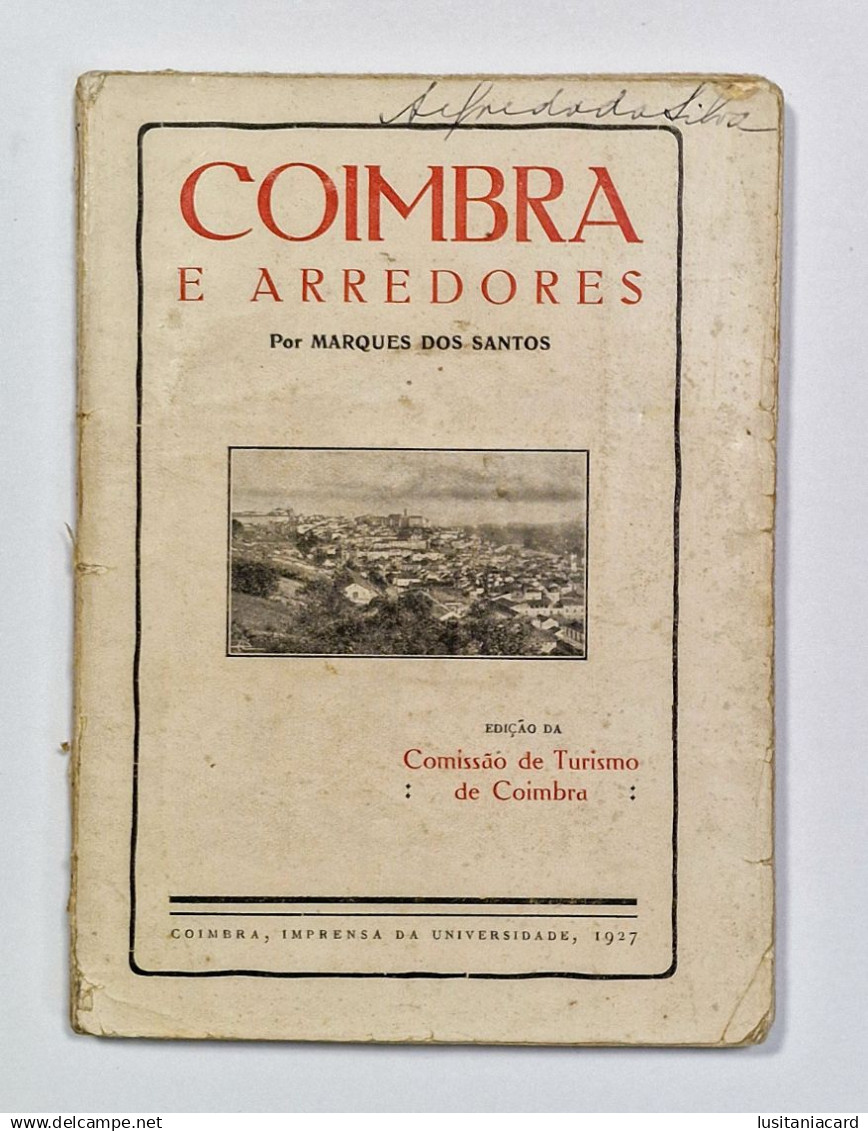 Alfredo da Silva
COIMBRA
E ARREDORES
Por MARQUES DOS SANTOS
EDIÇÃO DA
Comissão de Turismo
: de Coimbra :
COIMBRA, IMPRENSA DA UNIVERSIDADE, 1927
delcampe.net
lusitaniacard